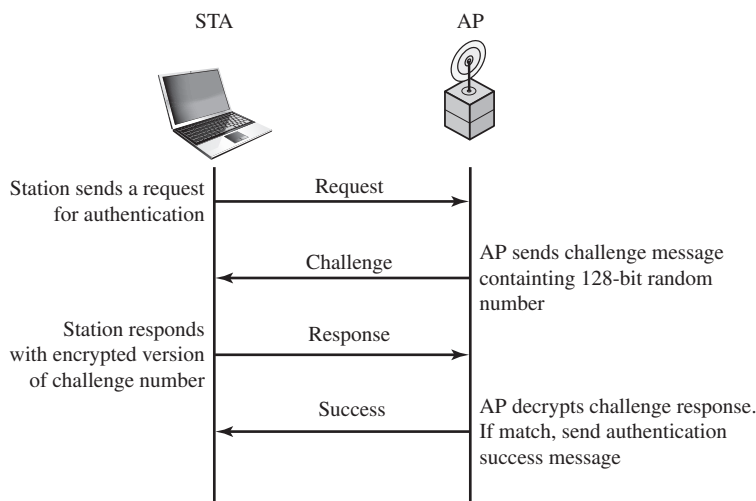 STA
AP
Station sends a request
for authentication
Request
Challenge
AP sends challenge message
containting 128-bit random
number
Station responds
with encrypted version
of challenge number
Response
Success
AP decrypts challenge response.
If match, send authentication
success message